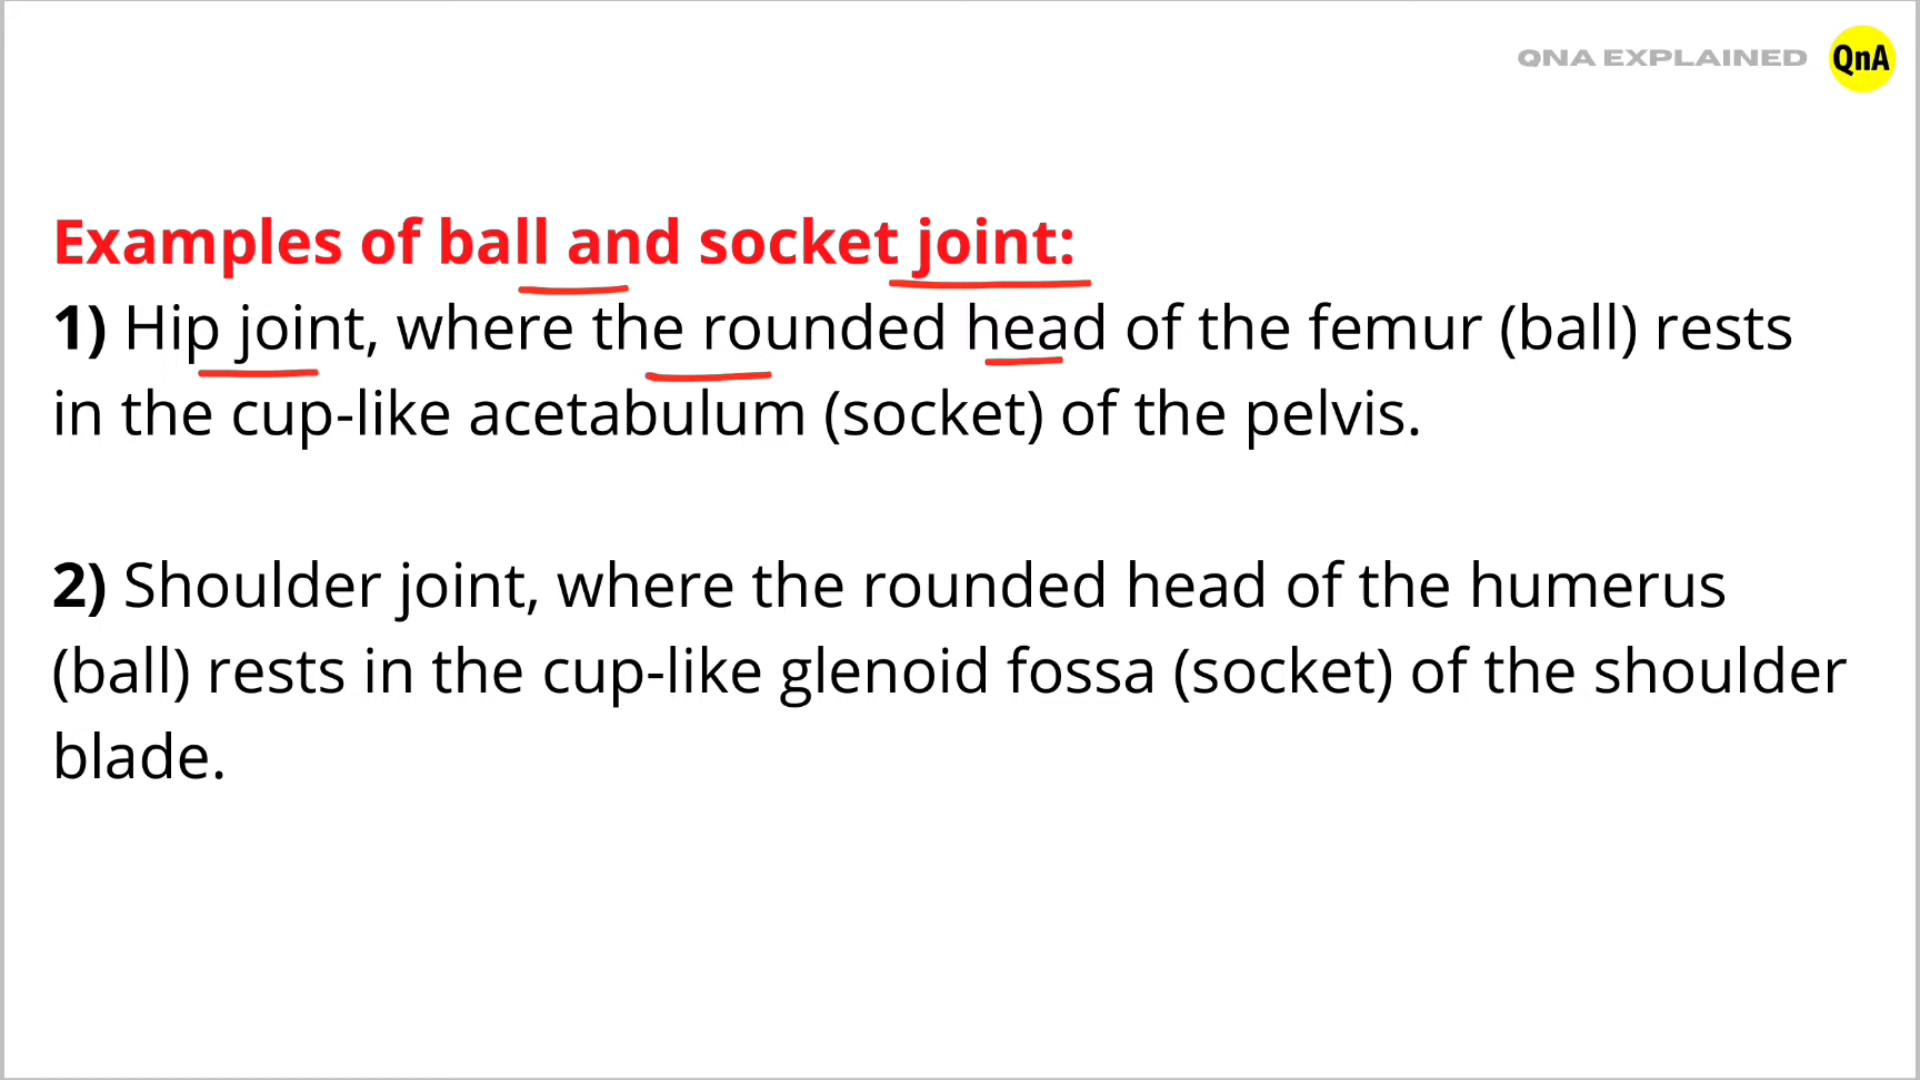 QNA EXPLAINED QnA
Examples of ball and socket joint:
1) Hip joint, where the rounded head of the femur (ball) rests
in the cup-like acetabulum (socket) of the pelvis.
2) Shoulder joint, where the rounded head of the humerus
(ball) rests in the cup-like glenoid fossa (socket) of the shoulder
blade.